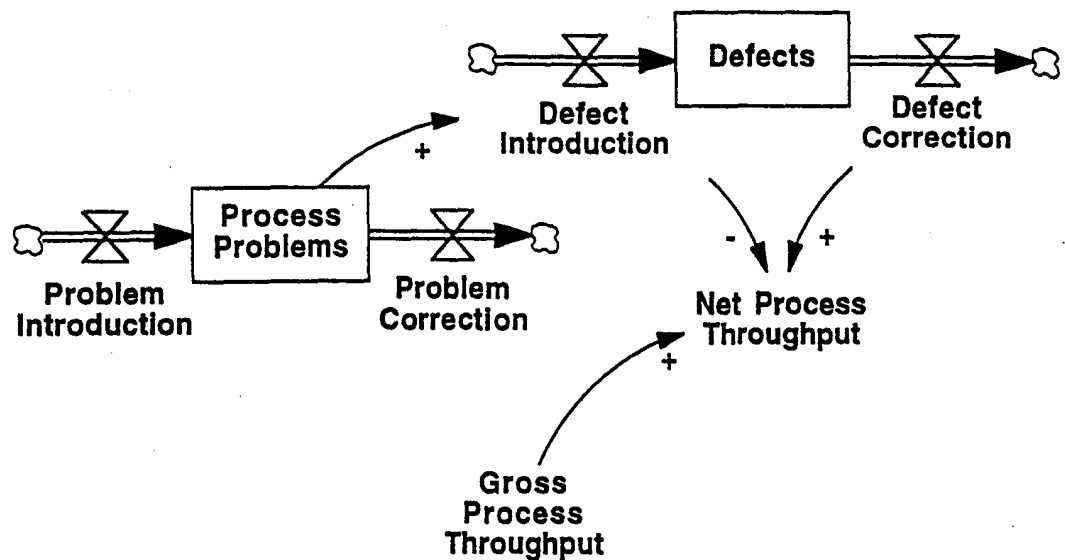 Defects
Defect
Introduction
Defect
Correction
+
Process
Problems
Problem
Introduction
Problem
Correction
-
+
Net Process
Throughput
+
Gross
Process
Throughput